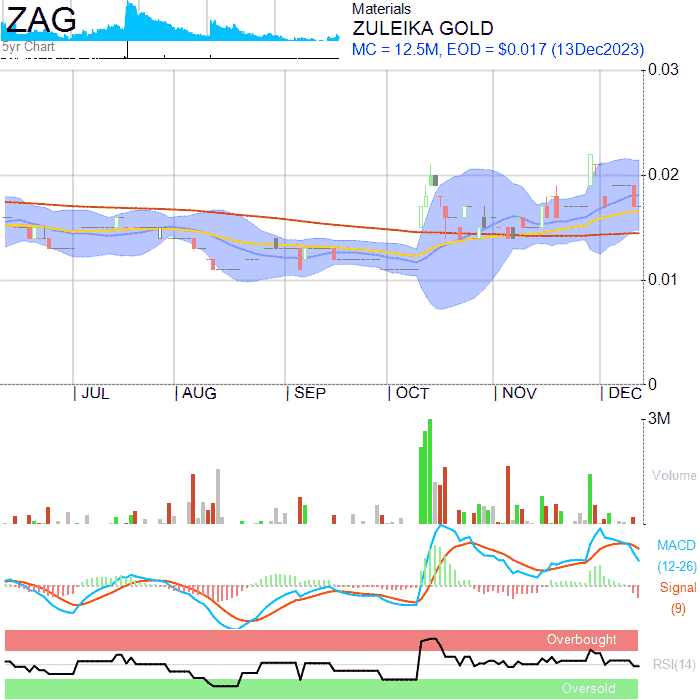 ZAG
5yr Chart
Materials
ZULEIKA GOLD
MC = 12.5M, EOD = $0.017 (13Dec2023)
0.03
0.02
0.01
0
JUL
AUG
SEP
OCT
NOV
DEC
3M
Volume
MACD
(12-26)
Signal
(9)
Overbought
RSI(14)
Oversold